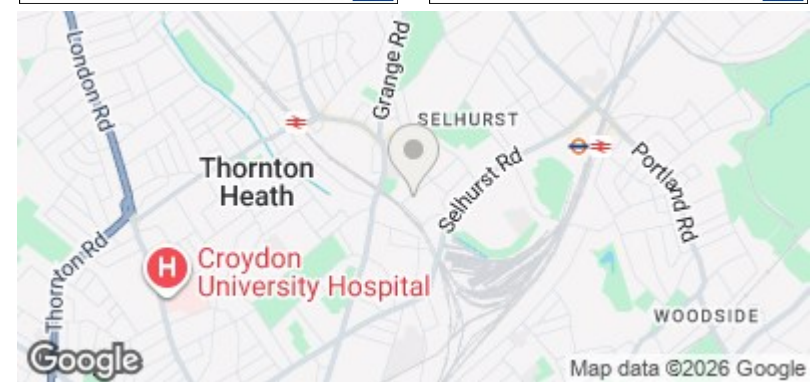 London Rd
Grange Rd
SELHURST
Thornton
Heath
Selhurst Rd
Portland Rd
Thornton Rd
H
Croydon
University Hospital
WOODSIDE
Google
Map data ©2026 Google